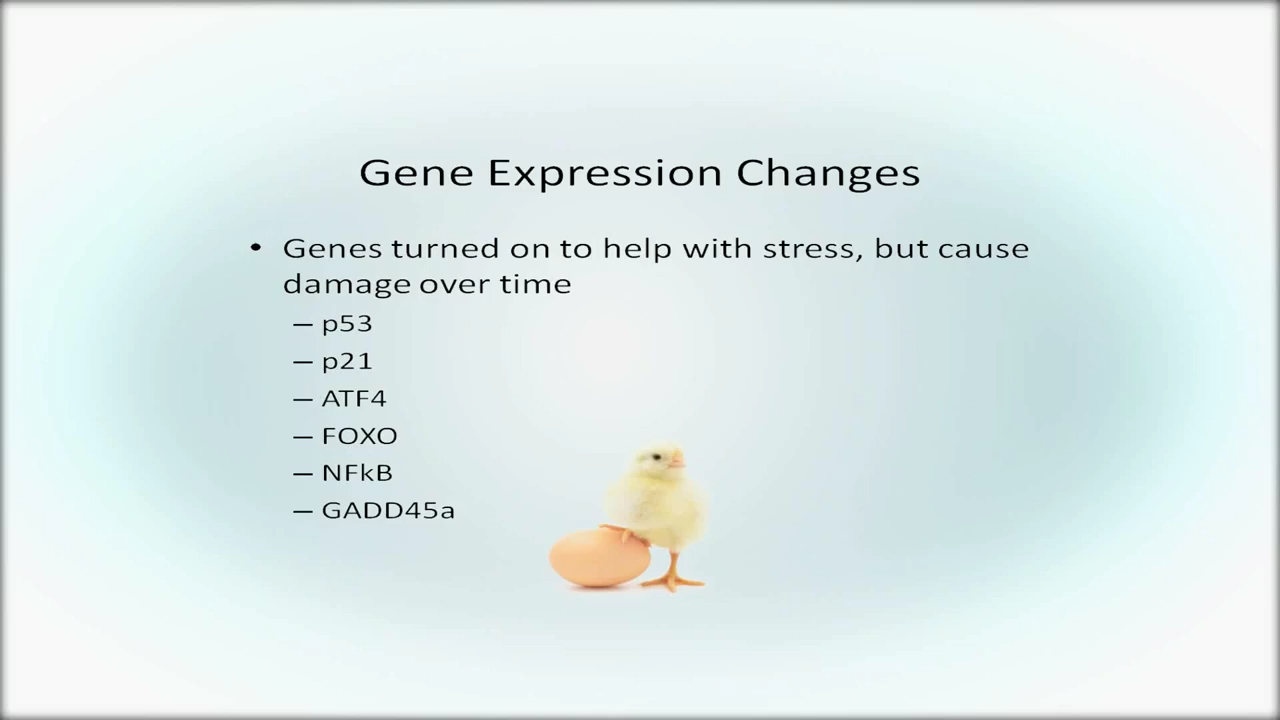 Gene Expression Changes
• Genes turned on to help with stress, but cause
damage over time
– p53
– p21
– ATF4
– FOXO
– NFkB
– GADD45a